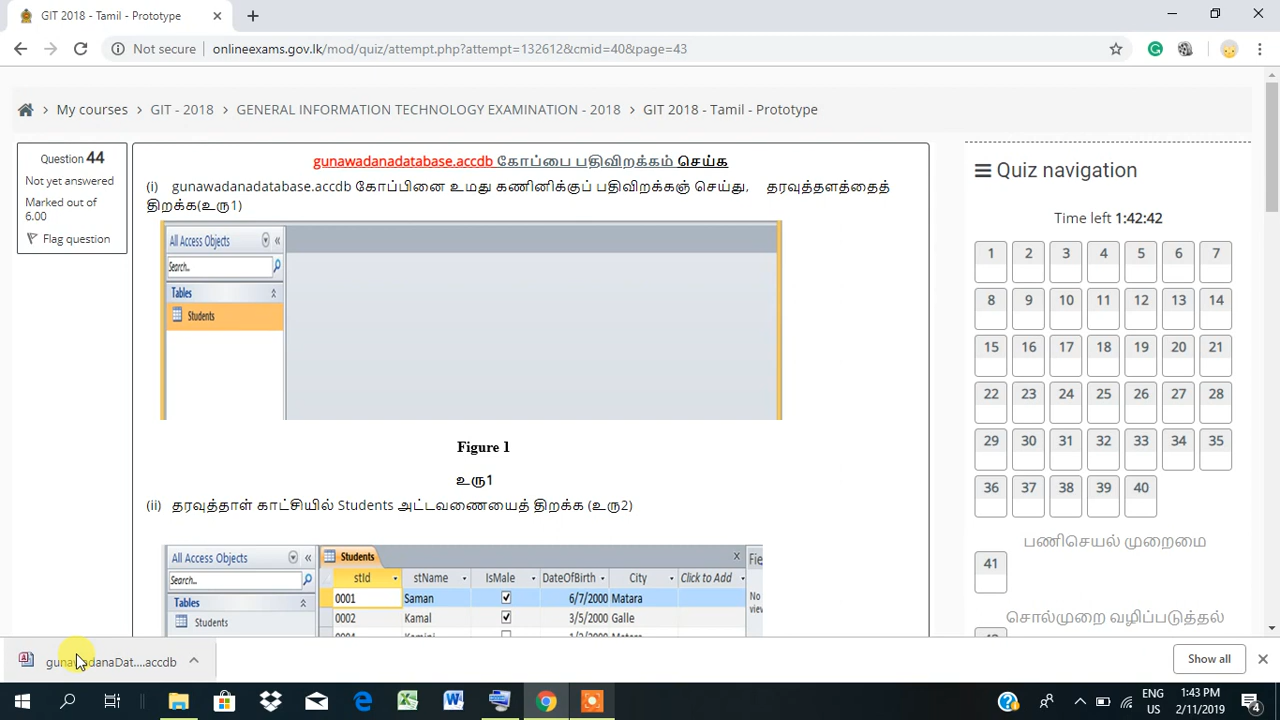 GIT 2018 - Tamil - Prototype
Not secure | onlineexams.gov.lk/mod/quiz/attempt.php?attempt=132612&cmid=40&page=43
My courses > GIT - 2018 > GENERAL INFORMATION TECHNOLOGY EXAMINATION - 2018 > GIT 2018 - Tamil - Prototype
Question 44
Not yet answered
Marked out of
6.00
Flag question
gunawadanadatabase.accdb கோப்பை பதிவிறக்கம் செய்க
(i) gunawadanadatabase.accdb கோப்பினை உமது கணினிக்குப் பதிவிறக்கஞ் செய்து, தரவுத்தளத்தைத்
திறக்க(உரு1)
All Access Objects
Search..
Tables
Students
Figure 1
உரு1
(ii) தரவுத்தாள் காட்சியில் Students அட்டவணையைத் திறக்க (உரு2)
All Access Objects
Search..
Tables
Students
Students
stId stName IsMale DateOfBirth City Click to Add
0001 Saman 6/7/2000 Matara
0002 Kamal 3/5/2000 Galle
Quiz navigation
Time left 1:42:42
1 2 3 4 5 6 7
8 9 10 11 12 13 14
15 16 17 18 19 20 21
22 23 24 25 26 27 28
29 30 31 32 33 34 35
36 37 38 39 40
பணிசெயல் முறைமை
41
சொல்முறை வழிப்படுத்தல்
gunawadanaDat....accdb
Show all
ENG
US
1:43 PM
2/11/2019
4